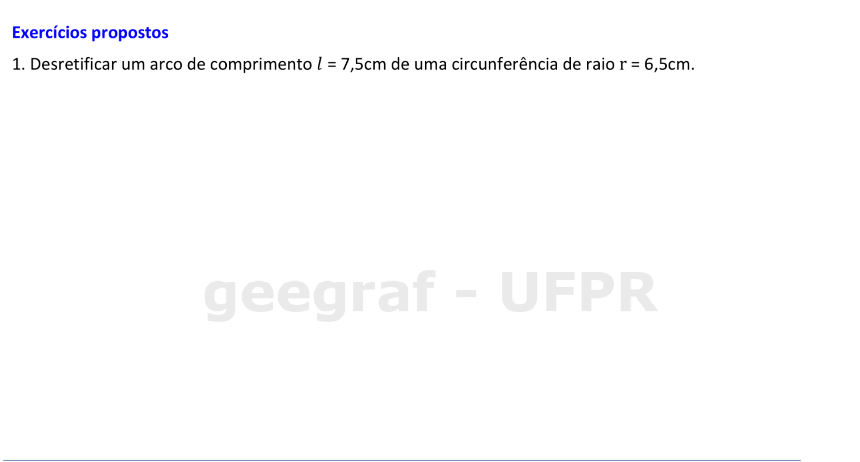 Exercícios propostos
1. Desretificar um arco de comprimento l = 7,5cm de uma circunferência de raio r = 6,5cm.
geegraf - UFPR